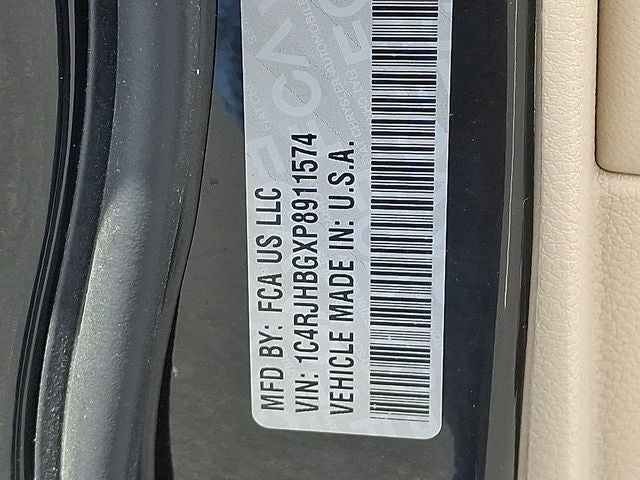 MFD BY: FCA US LLC
VIN: 1C4RJHBGXP8911574
VEHICLE MADE IN: U.S.A.